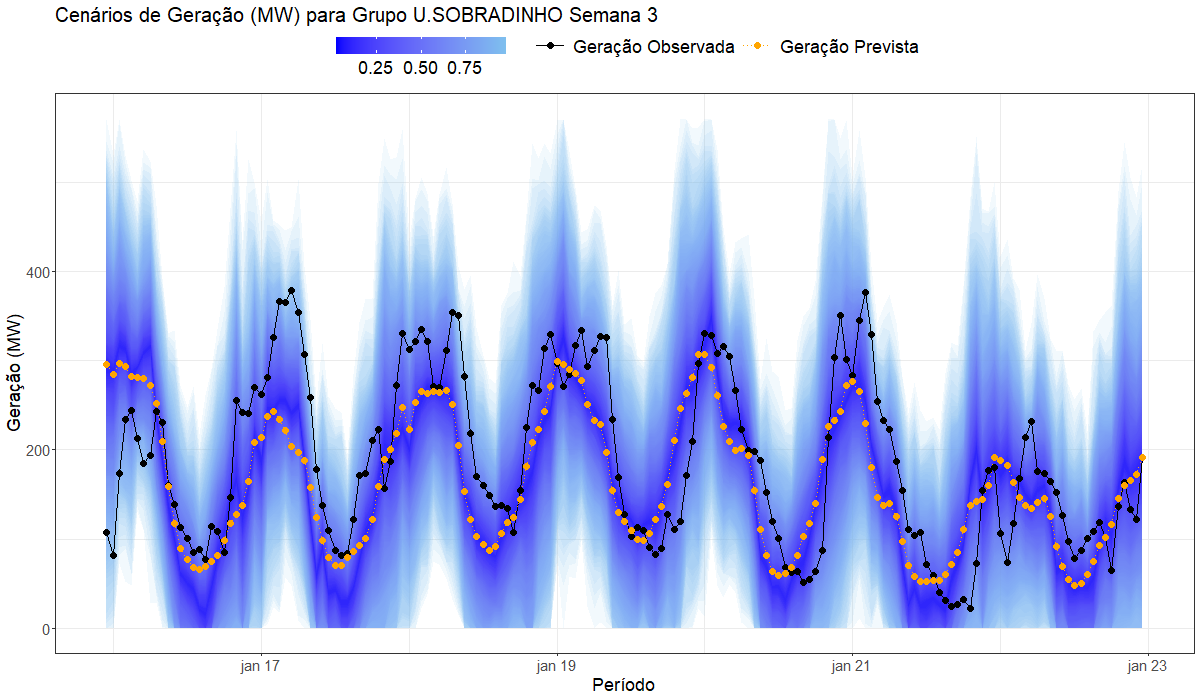 Cenários de Geração (MW) para Grupo U.SOBRADINHO Semana 3
0.25 0.50 0.75 Geração Observada Geração Prevista
Geração (MW)
400
200
0
jan 17 jan 19 jan 21 jan 23
Período